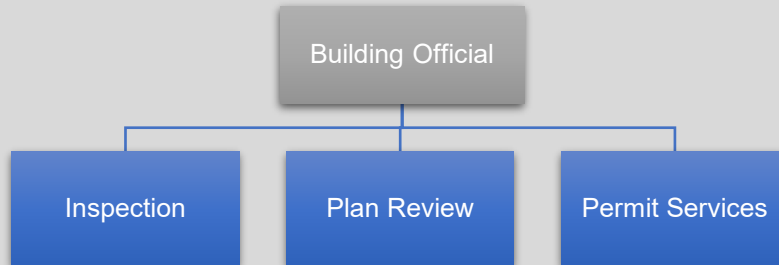 Building Official
Inspection
Plan Review
Permit Services